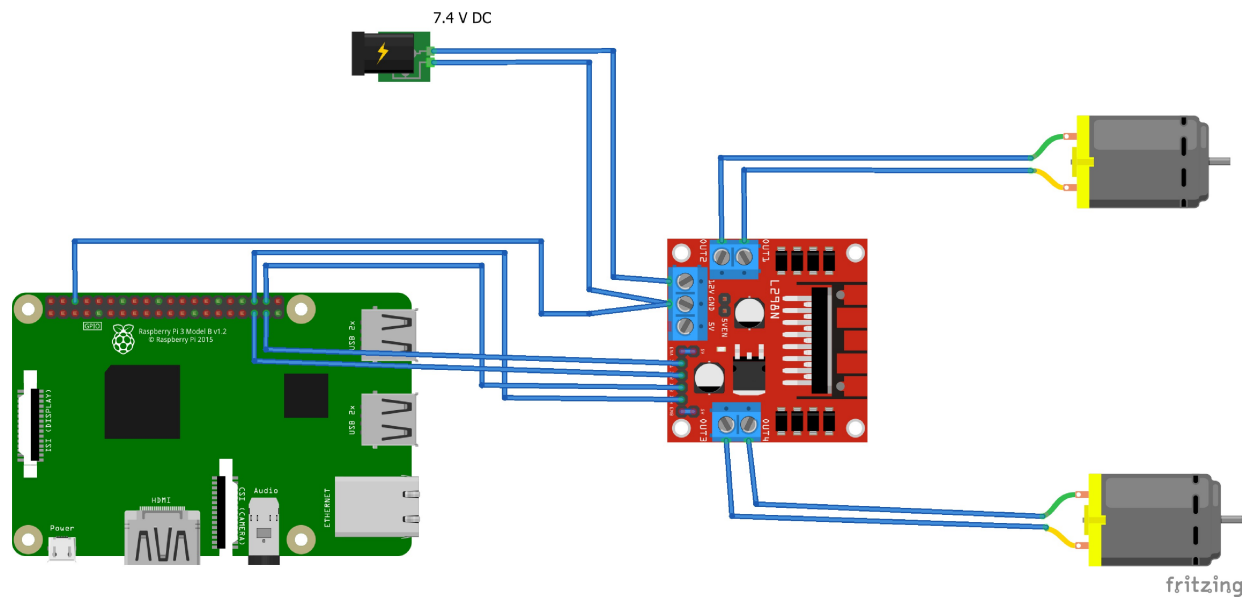 7.4 V DC
OUT2
OUT1
12V
GND
5V
5VEN
L298N
OUT3
OUT4
GPIO
Raspberry Pi 3 Model B v1.2
© Raspberry Pi 2015
USB 2x
USB 2x
ETHERNET
ISI (DISPLAY)
CSI (CAMERA)
Audio
HDMI
Power
fritzing